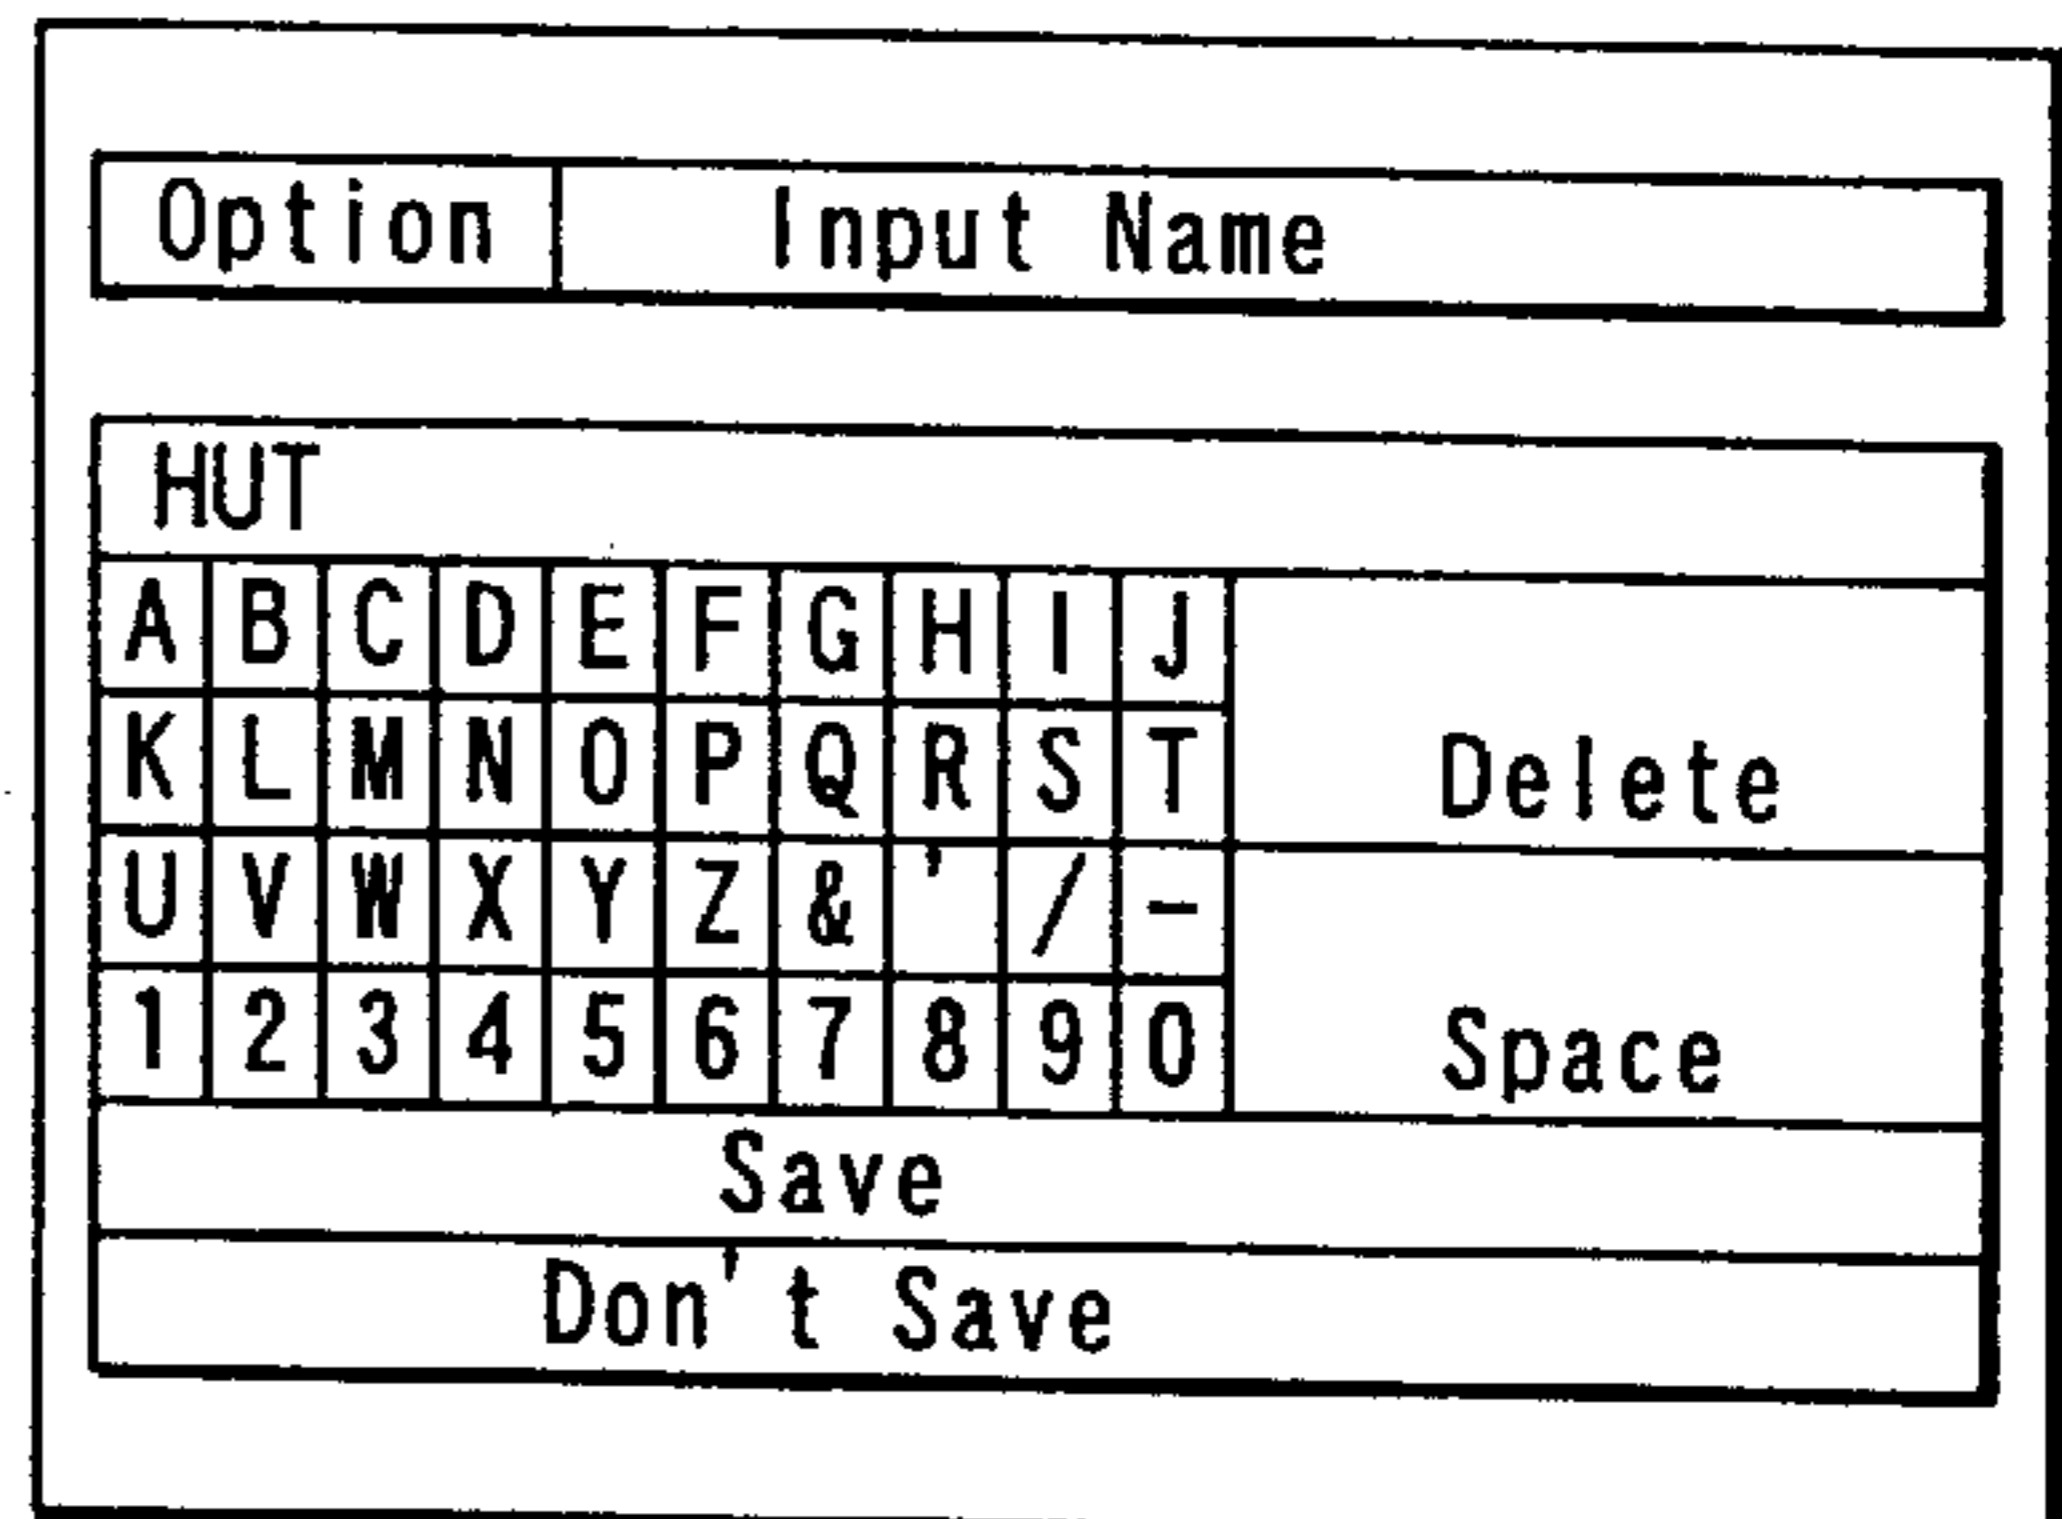 Option Input Name
HUT
A B C D E F G H I J
K L M N O P Q R S T Delete
U V W X Y Z & ' / -
1 2 3 4 5 6 7 8 9 0 Space
Save
Don't Save